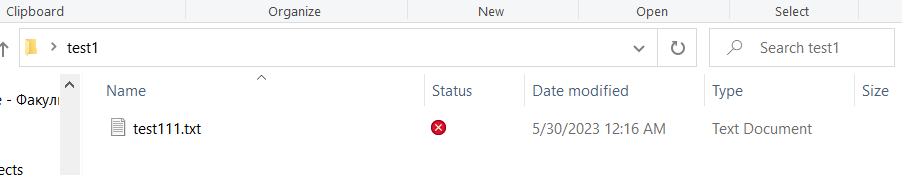 Clipboard Organize New Open Select
test1 Search test1
Name Status Date modified Type Size
e - Факуль
test111.txt 5/30/2023 12:16 AM Text Document
ects